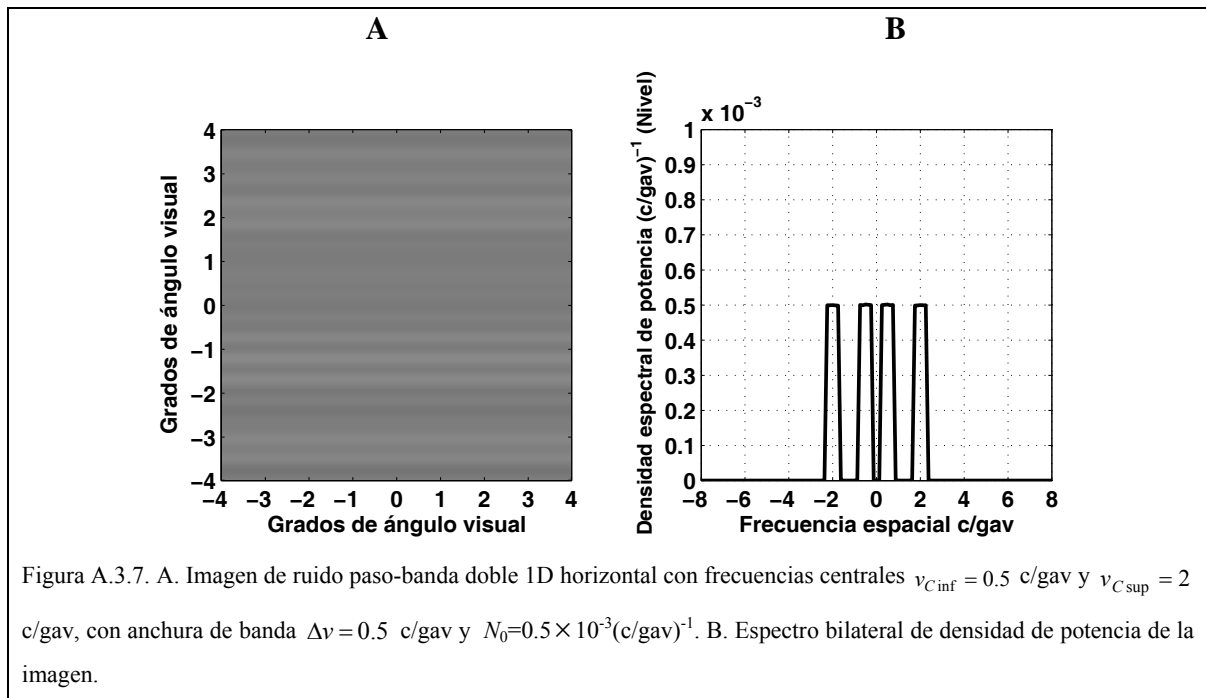 A
B
Grados de ángulo visual
4
3
2
1
0
−1
−2
−3
−4
−4 −3 −2 −1 0 1 2 3 4
Grados de ángulo visual
Densidad espectral de potencia (c/gav)⁻¹ (Nivel)
x 10⁻³
1
0.9
0.8
0.7
0.6
0.5
0.4
0.3
0.2
0.1
0
−8 −6 −4 −2 0 2 4 6 8
Frecuencia espacial c/gav
Figura A.3.7. A. Imagen de ruido paso-banda doble 1D horizontal con frecuencias centrales ν_C inf = 0.5 c/gav y ν_C sup = 2
c/gav, con anchura de banda Δν = 0.5 c/gav y N₀=0.5×10⁻³(c/gav)⁻¹. B. Espectro bilateral de densidad de potencia de la
imagen.